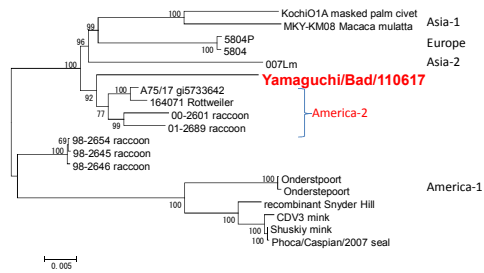 KochiO1A masked palm civet
100
Asia-1
MKY-KM08 Macaca mulatta
100
96
5804P
Europe
100
5804
99
007Lm
Asia-2
Yamaguchi/Bad/110617
92
100
A75/17 gi5733642
164071 Rottweiler
America-2
77
00-2601 raccoon
99
01-2689 raccoon
69
98-2654 raccoon
98-2645 raccoon
100
98-2646 raccoon
Onderstpoort
100
Onderstepoort
America-1
100
recombinant Snyder Hill
100
CDV3 mink
100
Shuskiy mink
100
Phoca/Caspian/2007 seal
0.005